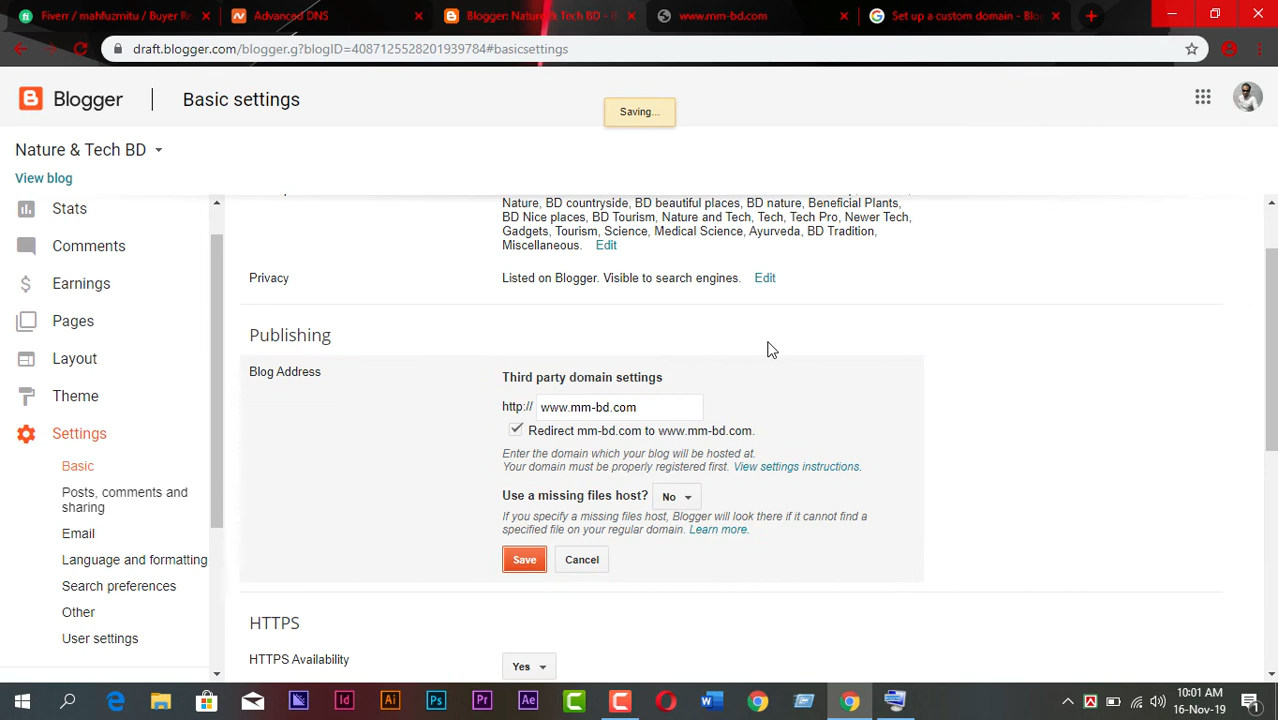 Fiverr / mahfuzmitu / Buyer Re
Advanced DNS
Blogger: Nature & Tech BD - B
www.mm-bd.com
Set up a custom domain - Blog
draft.blogger.com/blogger.g?blogID=4087125528201939784#basicsettings
Blogger
Basic settings
Saving...
Nature & Tech BD
View blog
Stats
Comments
Earnings
Pages
Layout
Theme
Settings
Basic
Posts, comments and
sharing
Email
Language and formatting
Search preferences
Other
User settings
Nature, BD countryside, BD beautiful places, BD nature, Beneficial Plants,
BD Nice places, BD Tourism, Nature and Tech, Tech, Tech Pro, Newer Tech,
Gadgets, Tourism, Science, Medical Science, Ayurveda, BD Tradition,
Miscellaneous. Edit
Privacy
Listed on Blogger. Visible to search engines. Edit
Publishing
Blog Address
Third party domain settings
http:// www.mm-bd.com
Redirect mm-bd.com to www.mm-bd.com.
Enter the domain which your blog will be hosted at.
Your domain must be properly registered first. View settings instructions.
Use a missing files host? No
If you specify a missing files host, Blogger will look there if it cannot find a
specified file on your regular domain. Learn more.
Save Cancel
HTTPS
HTTPS Availability
Yes
10:01 AM
16-Nov-19